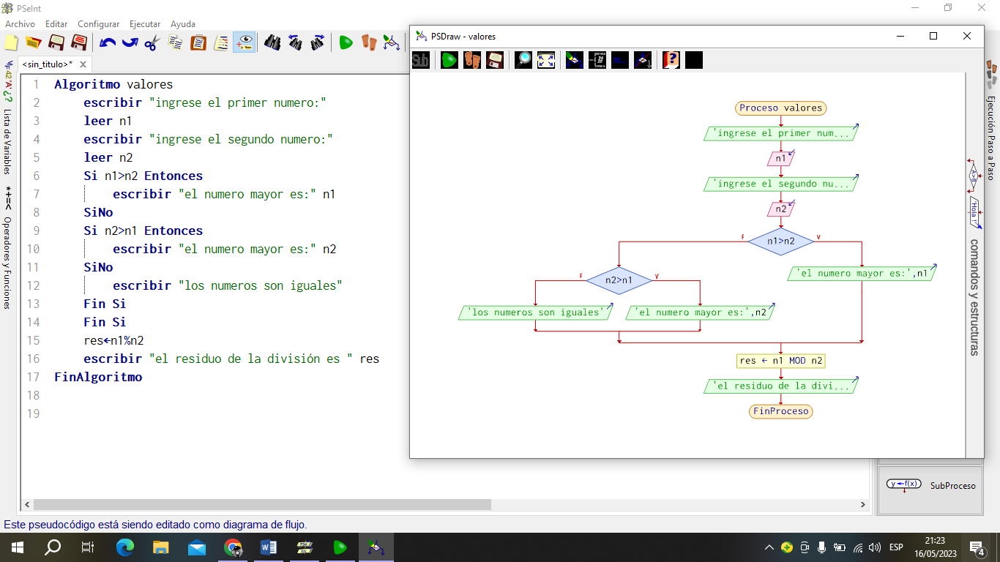 PSeInt
Archivo Editar Configurar Ejecutar Ayuda
<sin_titulo>*
1 Algoritmo valores
2 escribir "ingrese el primer numero:"
3 leer n1
4 escribir "ingrese el segundo numero:"
5 leer n2
6 Si n1>n2 Entonces
7 escribir "el numero mayor es:" n1
8 SiNo
9 Si n2>n1 Entonces
10 escribir "el numero mayor es:" n2
11 SiNo
12 escribir "los numeros son iguales"
13 Fin Si
14 Fin Si
15 res←n1%n2
16 escribir "el residuo de la división es " res
17 FinAlgoritmo
18
19
Lista de Variables
*+=<
Operadores y Funciones
PSDraw - valores
Sub
Proceso valores
'ingrese el primer num...
n1
'ingrese el segundo nu...
n2
F n1>n2 V
'el numero mayor es:',n1
F n2>n1 V
'los numeros son iguales'
'el numero mayor es:',n2
res ← n1 MOD n2
'el residuo de la divi...
FinProceso
A>B
'Hola !'
comandos y estructuras
Ejecución Paso a Paso
y←f(x) SubProceso
Este pseudocódigo está siendo editado como diagrama de flujo.
ESP
21:23
16/05/2023
4